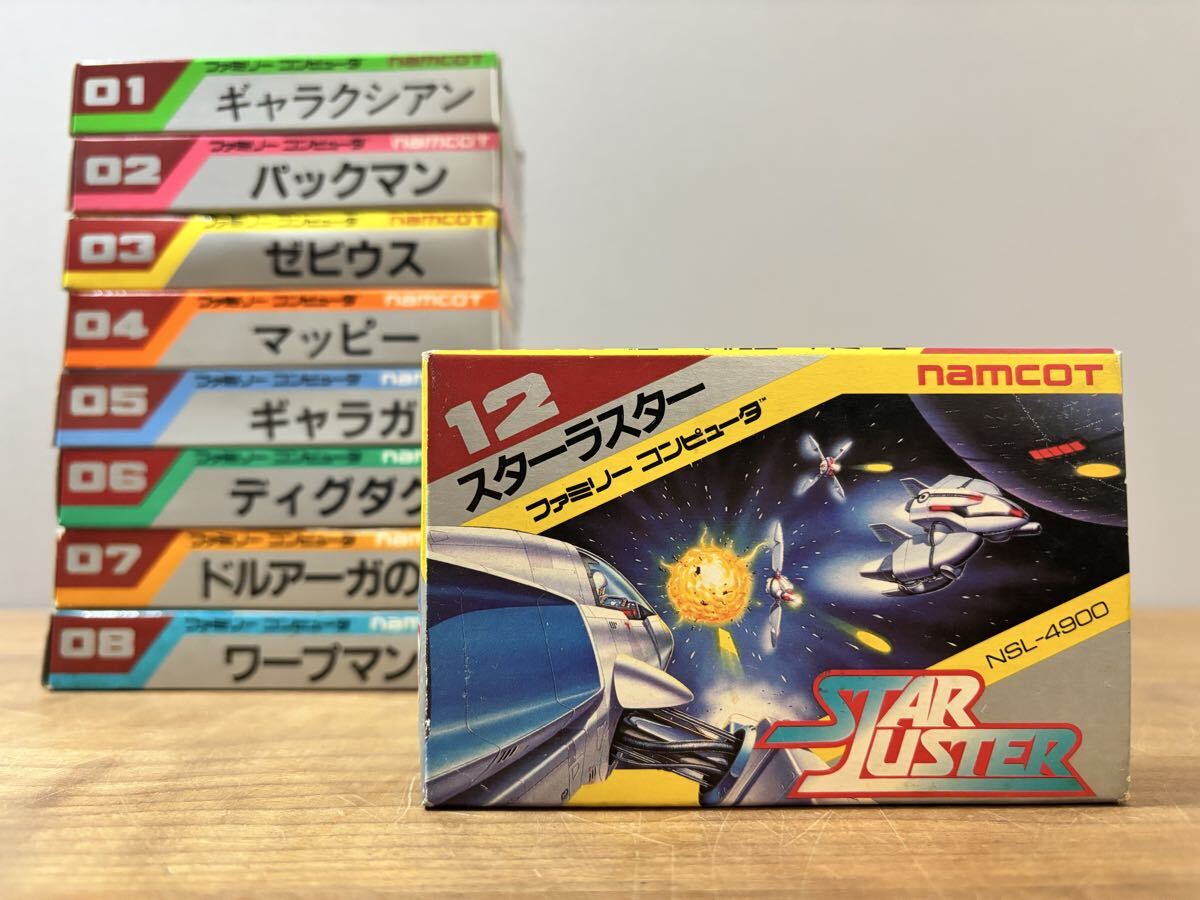 01
ファミリー コンピュータ namcoT
ギャラクシアン
02
ファミリー コンピュータ namcoT
パックマン
03
ファミリー コンピュータ namcoT
ゼビウス
04
ファミリー コンピュータ namcoT
マッピー
05
ファミリー コンピュータ
ギャラガ
06
ファミリー コンピュータ
ディグダグ
07
ファミリー コンピュータ
ドルアーガの
08
ファミリー コンピュータ
ワープマン
namcoT
12
スターラスター
ファミリー コンピュータ™
NSL-4900
STAR
LUSTER